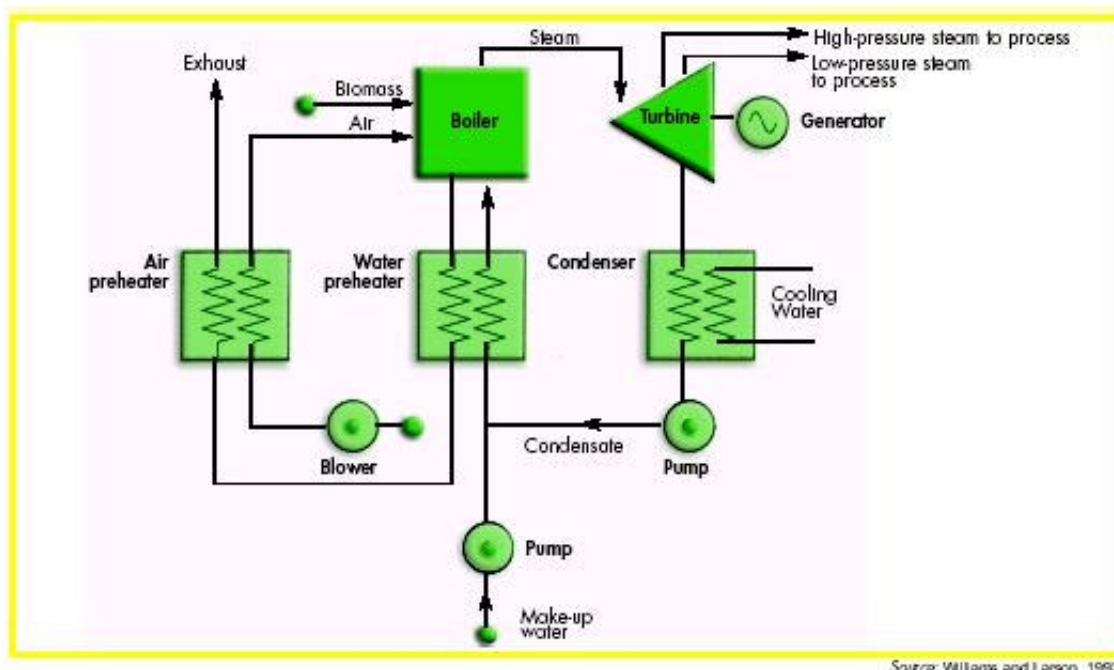 Steam
High-pressure steam to process
Low-pressure steam
to process
Exhaust
Biomass
Air
Boiler
Turbine
Generator
Air
preheater
Water
preheater
Condenser
Cooling
Water
Blower
Condensate
Pump
Pump
Make-up
water
Source: Williams and Larson,